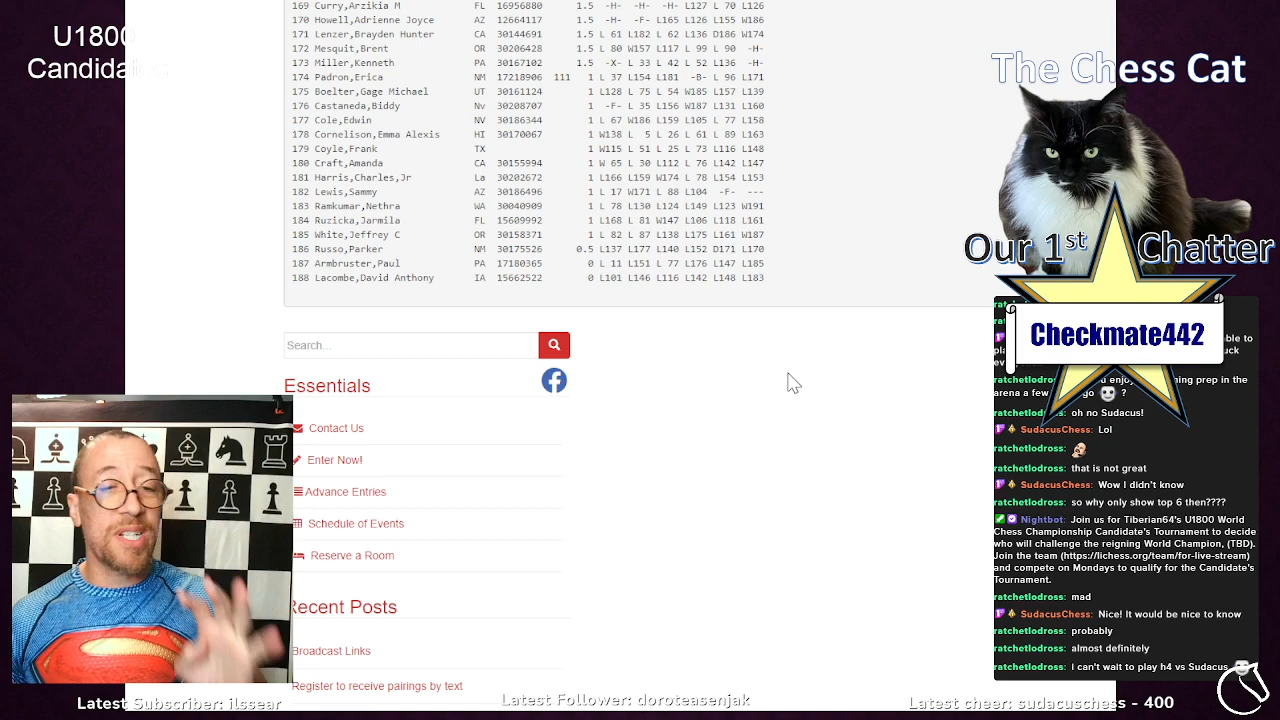 U1800
169 Curry,Arzikia M FL 16956880 1.5 -H- -H- -H- L127 L 70 L126
170 Howell,Adrienne Joyce AZ 12664117 1.5 -H- -F- L165 L126 L155 W186
171 Lenzer,Brayden Hunter CA 30144691 1.5 L 61 L182 L 62 L136 D186 W174
172 Mesquit,Brent OR 30206428 1.5 L 80 W157 L117 L 99 L 90 -H-
173 Miller,Kenneth PA 30167102 1.5 -X- L 33 L 42 L 52 L136 -H-
174 Padron,Erica NM 17218906 111 1 L 37 L154 L181 -B- L 96 L171
175 Boelter,Gage Michael UT 30161124 1 L128 L 75 L 54 W185 L157 L139
176 Castaneda,Biddy Nv 30208707 1 -F- L 35 L156 W187 L131 L160
177 Cole,Edwin NV 30186344 1 L 67 W186 L159 L105 L 77 L158
178 Cornelison,Emma Alexis HI 30170067 1 W138 L 5 L 26 L 61 L 89 L163
179 Coyle,Frank TX 1 W115 L 51 L 25 L 73 L116 L148
180 Craft,Amanda CA 30155994 1 W 65 L 30 L112 L 76 L142 L147
181 Harris,Charles,Jr La 30202672 1 L166 L159 W174 L 78 L154 L153
182 Lewis,Sammy AZ 30186496 1 L 17 W171 L 88 L104 -F- ---
183 Ramkumar,Nethra WA 30040909 1 L 78 L130 L124 L149 L123 W191
184 Ruzicka,Jarmila FL 15609992 1 L168 L 81 W147 L106 L118 L161
185 White,Jeffrey C OR 30158371 1 L 82 L 87 L138 L175 L161 W187
186 Russo,Parker NM 30175526 0.5 L137 L177 L140 L152 D171 L170
187 Armbruster,Paul PA 17180365 0 L 11 L151 L 77 L176 L147 L185
188 Lacombe,David Anthony IA 15662522 0 L101 L146 L116 L142 L148 L183
Search...
Essentials
Contact Us
Enter Now!
Advance Entries
Schedule of Events
Reserve a Room
Recent Posts
Broadcast Links
Register to receive pairings by text
The Chess Cat
Our 1st Chatter
Checkmate442
ratchetlodross: oh no Sudacus!
SudacusChess: Lol
ratchetlodross:
ratchetlodross: that is not great
SudacusChess: Wow I didn't know
ratchetlodross: so why only show top 6 then????
Nightbot: Join us for Tiberian64's U1800 World
Chess Championship Candidate's Tournament to decide
who will challenge the reigning World Champion, (TBD).
Join the team (https://lichess.org/team/for-live-stream)
and compete on Mondays to qualify for the Candidate's
Tournament.
ratchetlodross: mad
SudacusChess: Nice! It would be nice to know
ratchetlodross: probably
ratchetlodross: almost definitely
ratchetlodross: i can't wait to play h4 vs Sudacus
Latest Subscriber: ilssear
Latest Follower: doroteasenjak
Latest cheer: sudacuschess - 400